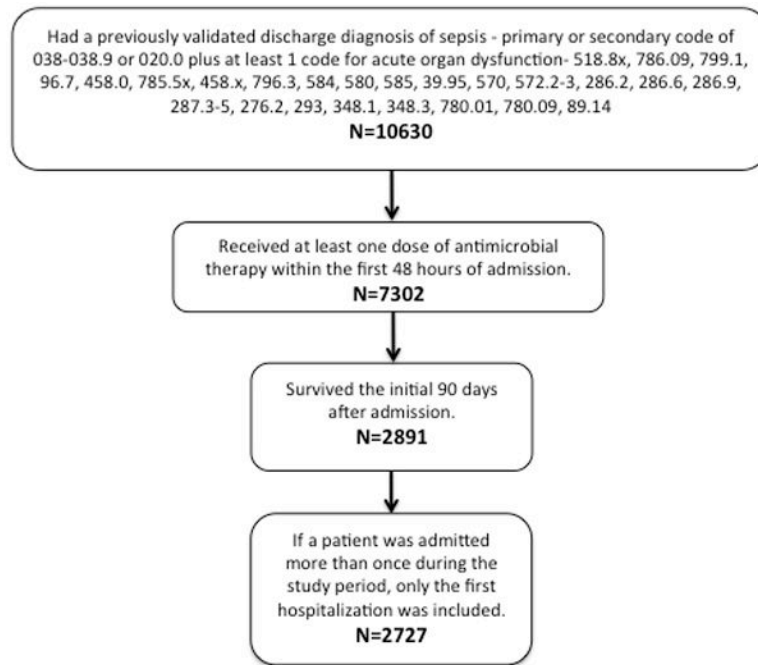 Had a previously validated discharge diagnosis of sepsis - primary or secondary code of
038-038.9 or 020.0 plus at least 1 code for acute organ dysfunction- 518.8x, 786.09, 799.1,
96.7, 458.0, 785.5x, 458.x, 796.3, 584, 580, 585, 39.95, 570, 572.2-3, 286.2, 286.6, 286.9,
287.3-5, 276.2, 293, 348.1, 348.3, 780.01, 780.09, 89.14
N=10630
Received at least one dose of antimicrobial
therapy within the first 48 hours of admission.
N=7302
Survived the initial 90 days
after admission.
N=2891
If a patient was admitted
more than once during the
study period, only the first
hospitalization was included.
N=2727